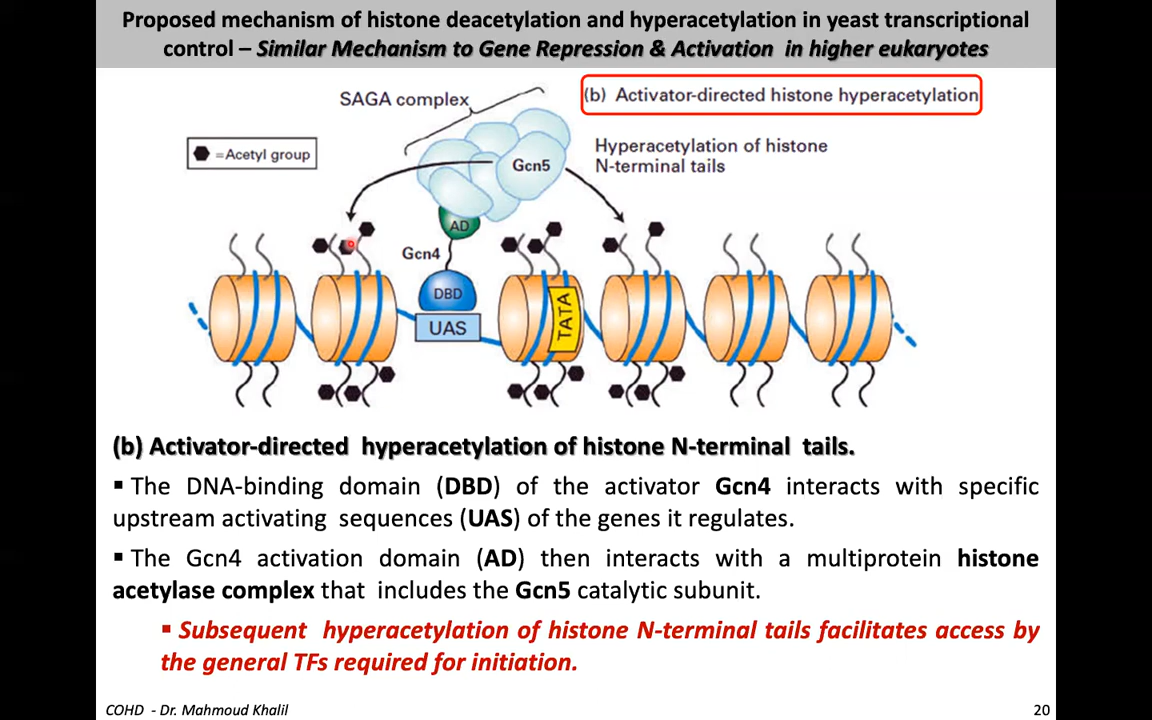 Proposed mechanism of histone deacetylation and hyperacetylation in yeast transcriptional
control – Similar Mechanism to Gene Repression & Activation in higher eukaryotes
SAGA complex
(b) Activator-directed histone hyperacetylation
=Acetyl group
Gcn5
Hyperacetylation of histone
N-terminal tails
AD
Gcn4
DBD
UAS
TATA
(b) Activator-directed hyperacetylation of histone N-terminal tails.
▪ The DNA-binding domain (DBD) of the activator Gcn4 interacts with specific
upstream activating sequences (UAS) of the genes it regulates.
▪ The Gcn4 activation domain (AD) then interacts with a multiprotein histone
acetylase complex that includes the Gcn5 catalytic subunit.
▪ Subsequent hyperacetylation of histone N-terminal tails facilitates access by
the general TFs required for initiation.
COHD - Dr. Mahmoud Khalil
20